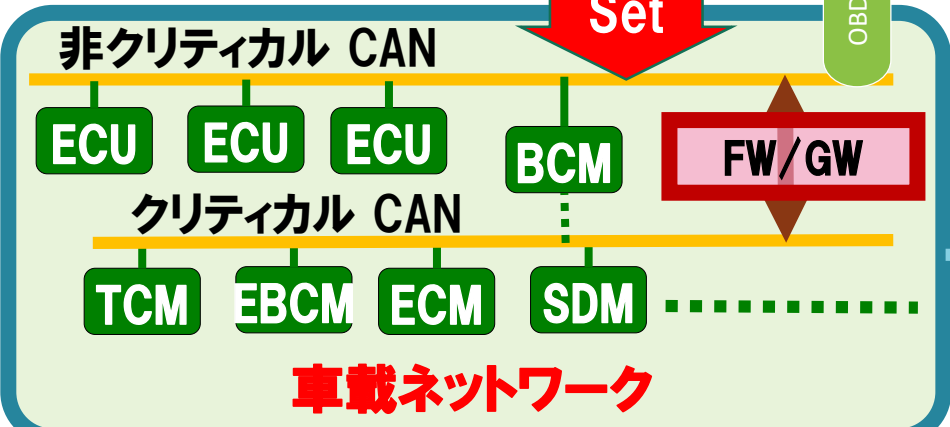 Set
OBD
非クリティカル CAN
ECU
ECU
ECU
BCM
FW/GW
クリティカル CAN
TCM
EBCM
ECM
SDM
車載ネットワーク